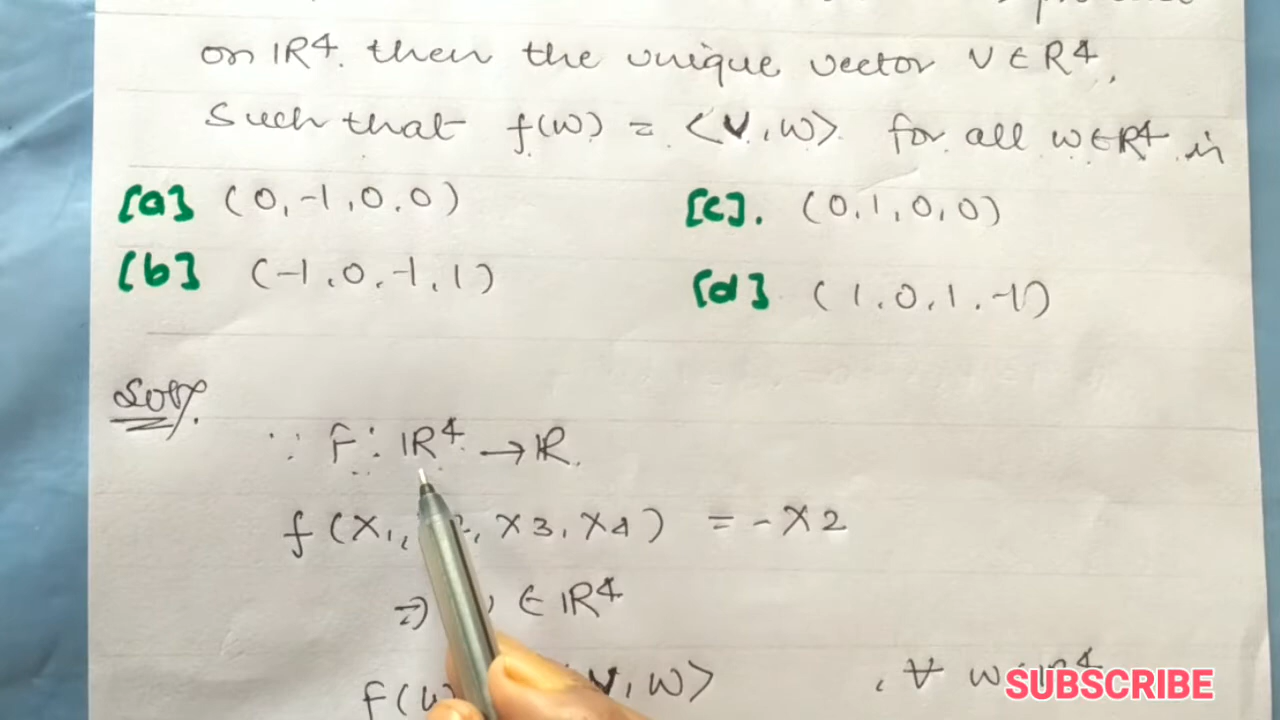 on IR4. then the unique vector V ∈ R4,
Such that f(w) = <V, w> for all w ∈ R4 is
[a] (0, -1, 0, 0) [c]. (0, 1, 0, 0)
[b] (-1, 0, -1, 1) [d] (1, 0, 1, -1)
Soln.
∵ F: IR4 → IR.
f(X1, , X3, X4) = -X2
⇒ ∈ IR4
f(w V, w> , ∀ w
SUBSCRIBE